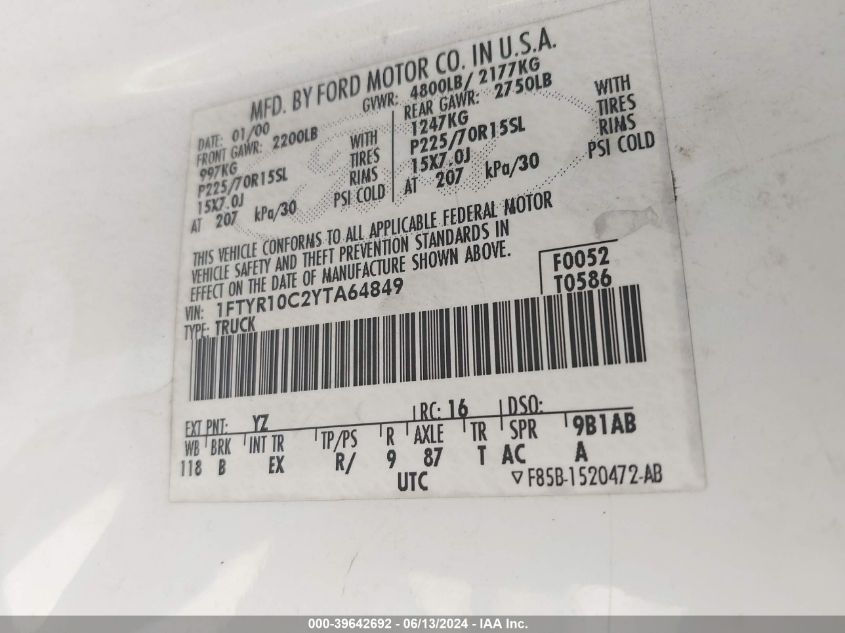 MFD. BY FORD MOTOR CO. IN U.S.A.
DATE: 01/00
GVWR: 4800LB/ 2177KG
FRONT GAWR: 2200LB
997KG
P225/70R15SL
15X7.0J
AT 207 kPa/30
WITH
TIRES
RIMS
PSI COLD
REAR GAWR: 2750LB
1247KG
P225/70R15SL
15X7.0J
AT 207 kPa/30
WITH
TIRES
RIMS
PSI COLD
THIS VEHICLE CONFORMS TO ALL APPLICABLE FEDERAL MOTOR
VEHICLE SAFETY AND THEFT PREVENTION STANDARDS IN
EFFECT ON THE DATE OF MANUFACTURE SHOWN ABOVE.
VIN: 1FTYR10C2YTA64849
TYPE: TRUCK
F0052
T0586
EXT PNT: YZ RC: 16 DSO:
WB BRK INT TR TP/PS R AXLE TR SPR 9B1AB
118 B EX R/ 9 87 T AC A
UTC
▽ F85B-1520472-AB
000-39642692 - 06/13/2024 - IAA Inc.